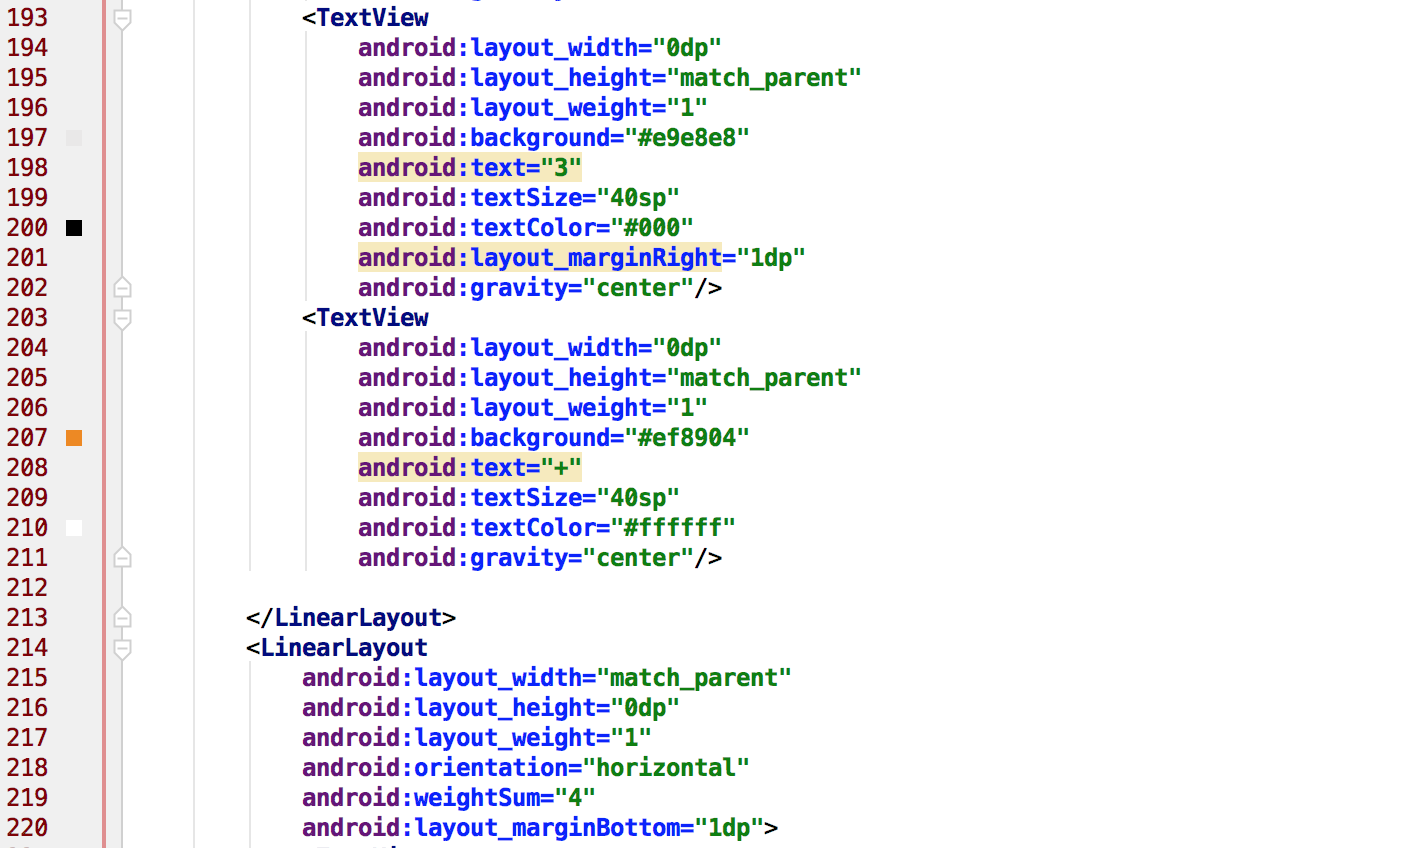 193 <TextView
194 android:layout_width="0dp"
195 android:layout_height="match_parent"
196 android:layout_weight="1"
197 android:background="#e9e8e8"
198 android:text="3"
199 android:textSize="40sp"
200 android:textColor="#000"
201 android:layout_marginRight="1dp"
202 android:gravity="center"/>
203 <TextView
204 android:layout_width="0dp"
205 android:layout_height="match_parent"
206 android:layout_weight="1"
207 android:background="#ef8904"
208 android:text="+"
209 android:textSize="40sp"
210 android:textColor="#ffffff"
211 android:gravity="center"/>
212
213 </LinearLayout>
214 <LinearLayout
215 android:layout_width="match_parent"
216 android:layout_height="0dp"
217 android:layout_weight="1"
218 android:orientation="horizontal"
219 android:weightSum="4"
220 android:layout_marginBottom="1dp">